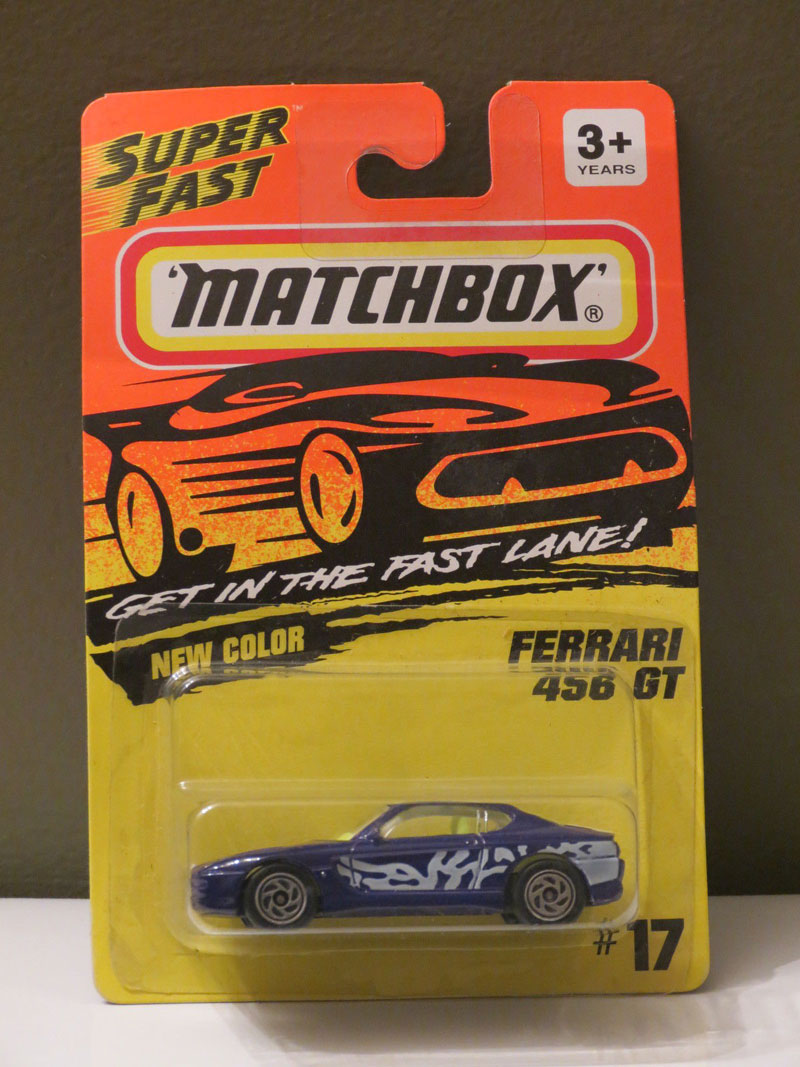 SUPER
FAST
3+
YEARS
'MATCHBOX'®
GET IN THE FAST LANE!
NEW COLOR
FERRARI
456 GT
#17